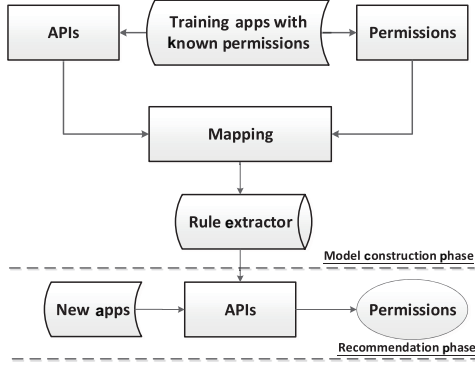 Training apps with
known permissions
APIs
Permissions
Mapping
Rule extractor
Model construction phase
New apps
APIs
Permissions
Recommendation phase